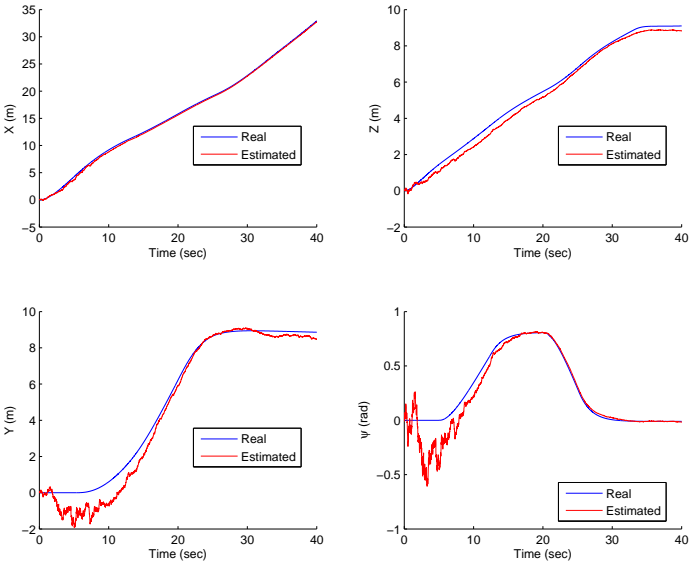 35
30
25
20
15
10
5
0
−5
X (m)
0 10 20 30 40
Time (sec)
Real
Estimated
10
8
6
4
2
0
−2
Z (m)
0 10 20 30 40
Time (sec)
Real
Estimated
10
8
6
4
2
0
−2
Y (m)
0 10 20 30 40
Time (sec)
Real
Estimated
1
0.5
0
−0.5
−1
ψ (rad)
0 10 20 30 40
Time (sec)
Real
Estimated